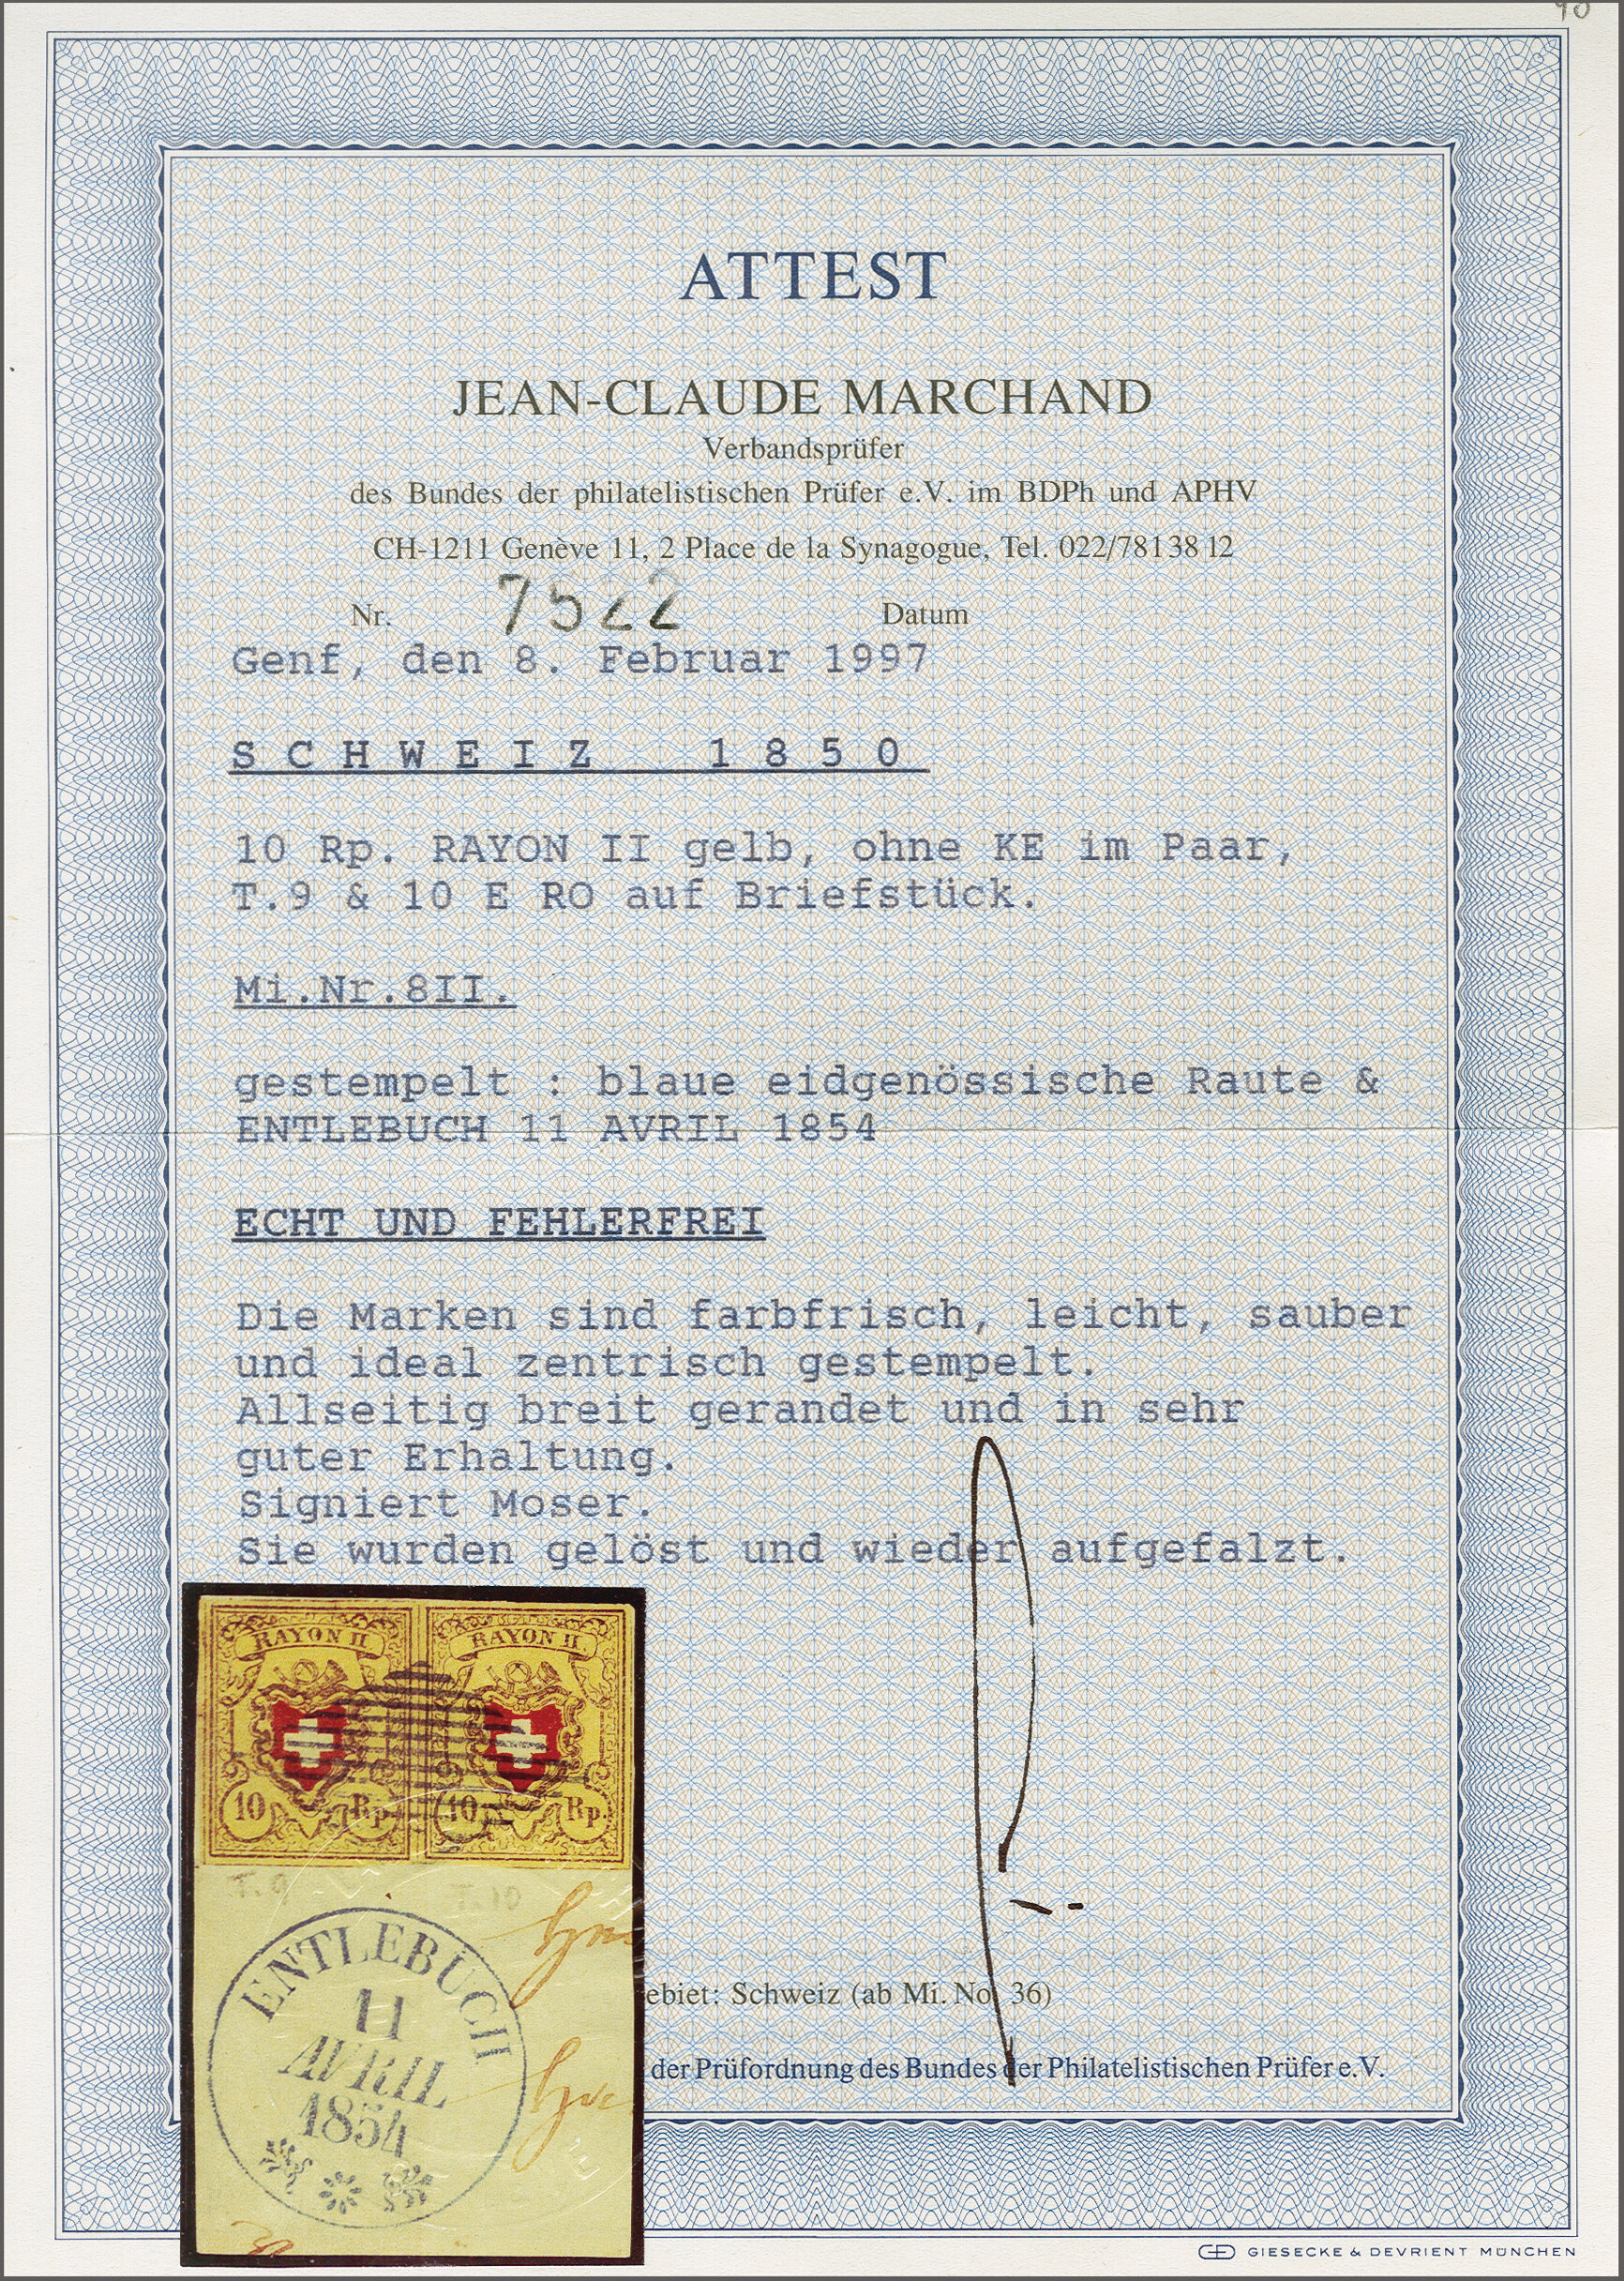 ATTEST
JEAN-CLAUDE MARCHAND
Verbandsprüfer
des Bundes der philatelistischen Prüfer e.V. im BDPh und APHV
CH-1211 Genève 11, 2 Place de la Synagogue, Tel. 022/781 38 12
Nr. 7522 Datum
Genf, den 8. Februar 1997
SCHWEIZ 1850
10 Rp. RAYON II gelb, ohne KE im Paar,
T.9 & 10 E RO auf Briefstück.
Mi.Nr.8II.
gestempelt : blaue eidgenössische Raute &
ENTLEBUCH 11 AVRIL 1854
ECHT UND FEHLERFREI
Die Marken sind farbfrisch, leicht, sauber
und ideal zentrisch gestempelt.
Allseitig breit gerandet und in sehr
guter Erhaltung.
Signiert Moser.
Sie wurden gelöst und wieder aufgefalzt.
RAYON II. RAYON II.
10 Rp. 10 Rp.
T.9 T.10
ENTLEBUCH
11
AVRIL
1854
ebiet: Schweiz (ab Mi. No. 36)
der Prüfordnung des Bundes der Philatelistischen Prüfer e.V.
GIESECKE & DEVRIENT MÜNCHEN